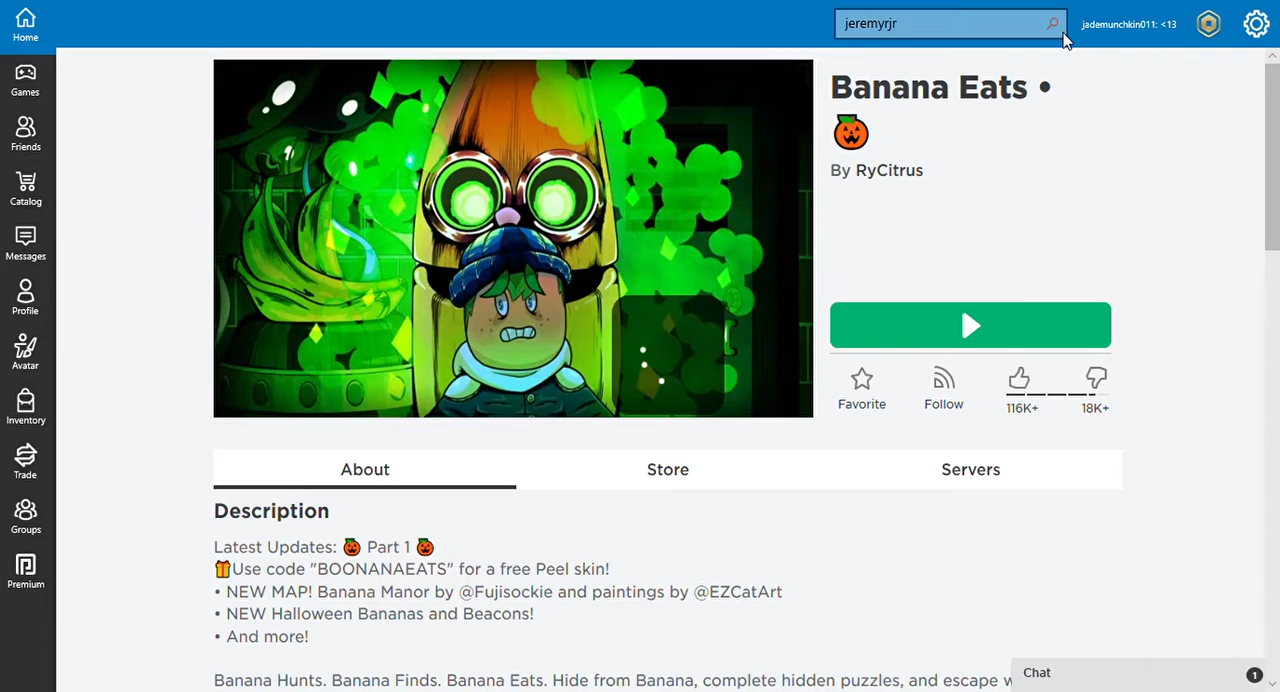 Home
jeremyrjr
jademunchkin011: <13
Games
Friends
Catalog
Messages
Profile
Avatar
Inventory
Trade
Groups
Premium
Banana Eats •
🎃
By RyCitrus
Favorite
Follow
116K+
18K+
About
Store
Servers
Description
Latest Updates: 🎃 Part 1 🎃
🎁Use code "BOONANAEATS" for a free Peel skin!
• NEW MAP! Banana Manor by @Fujisockie and paintings by @EZCatArt
• NEW Halloween Bananas and Beacons!
• And more!
Banana Hunts. Banana Finds. Banana Eats. Hide from Banana, complete hidden puzzles, and escape w
Chat
1